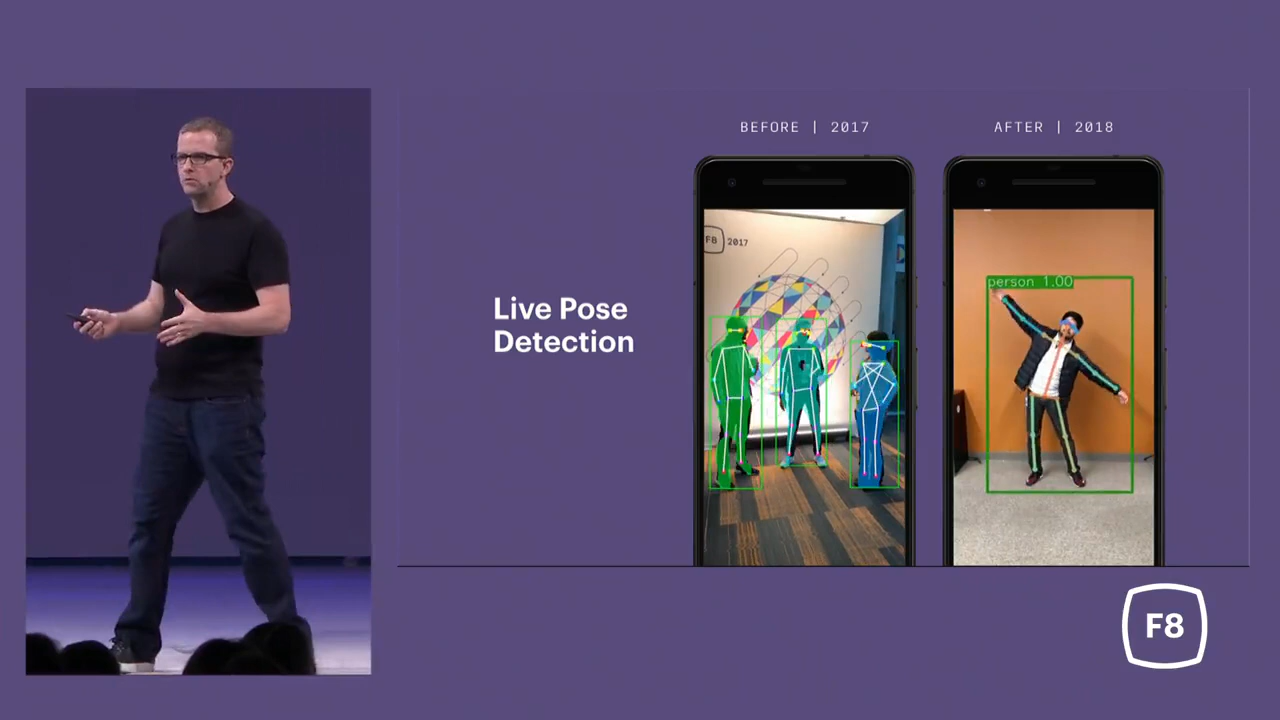 BEFORE | 2017
AFTER | 2018
F8 2017
person 1.00
Live Pose
Detection
F8